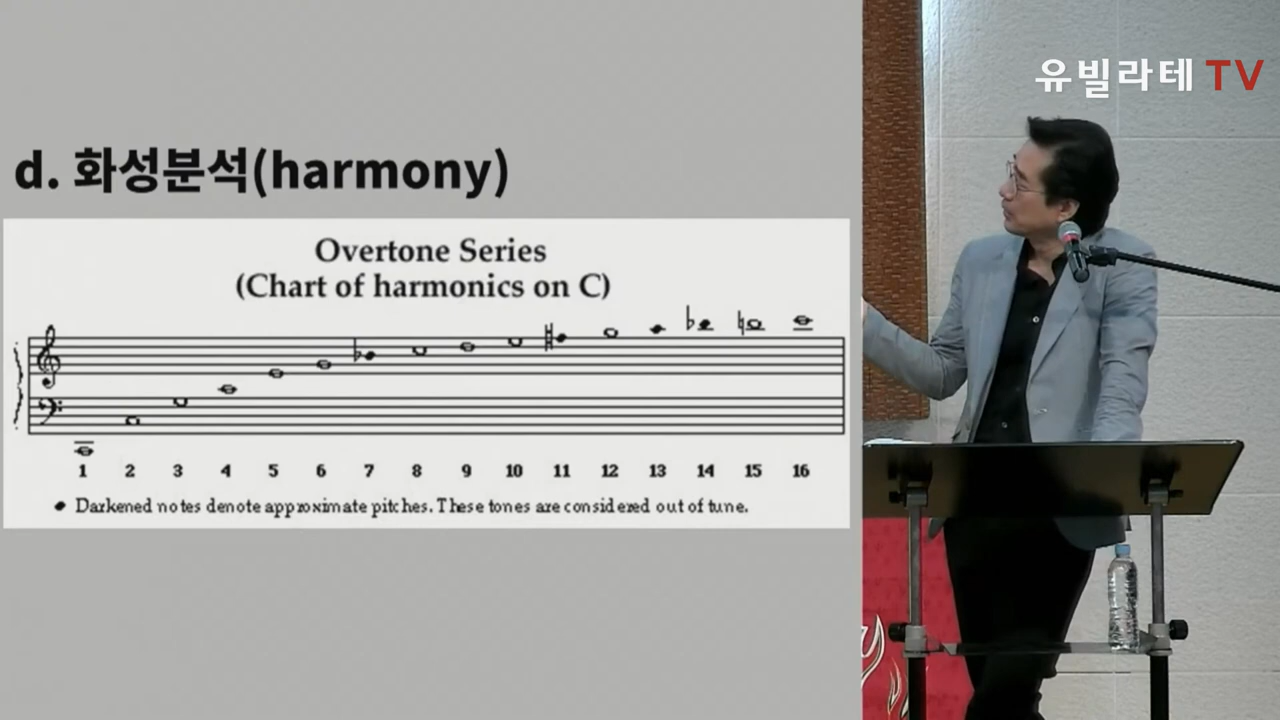 유빌라테 TV
d. 화성분석(harmony)
Overtone Series
(Chart of harmonics on C)
1 2 3 4 5 6 7 8 9 10 11 12 13 14 15 16
Darkened notes denote approximate pitches. These tones are considered out of tune.